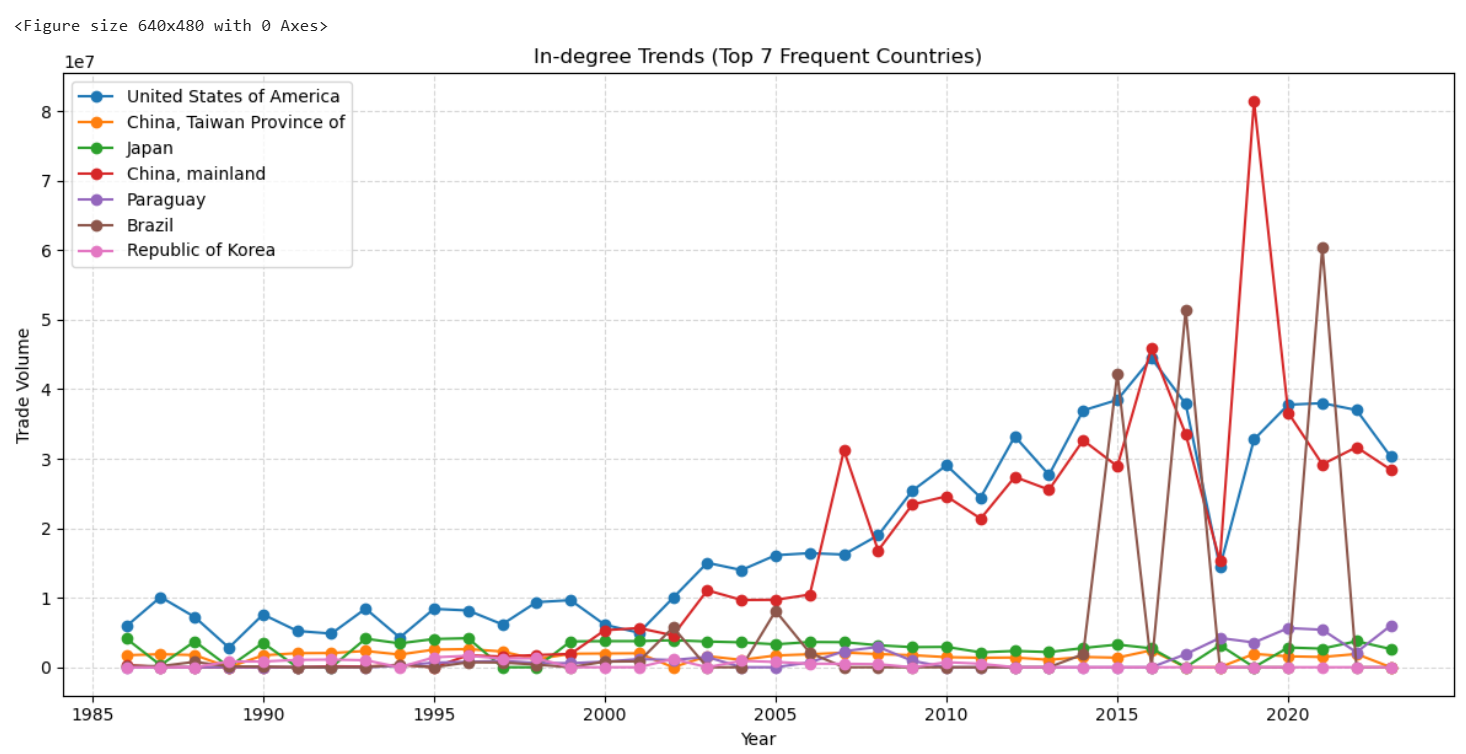 <Figure size 640x480 with 0 Axes>
In-degree Trends (Top 7 Frequent Countries)
1e7
United States of America
China, Taiwan Province of
Japan
China, mainland
Paraguay
Brazil
Republic of Korea
8
7
6
5
4
3
2
1
0
Trade Volume
1985 1990 1995 2000 2005 2010 2015 2020
Year